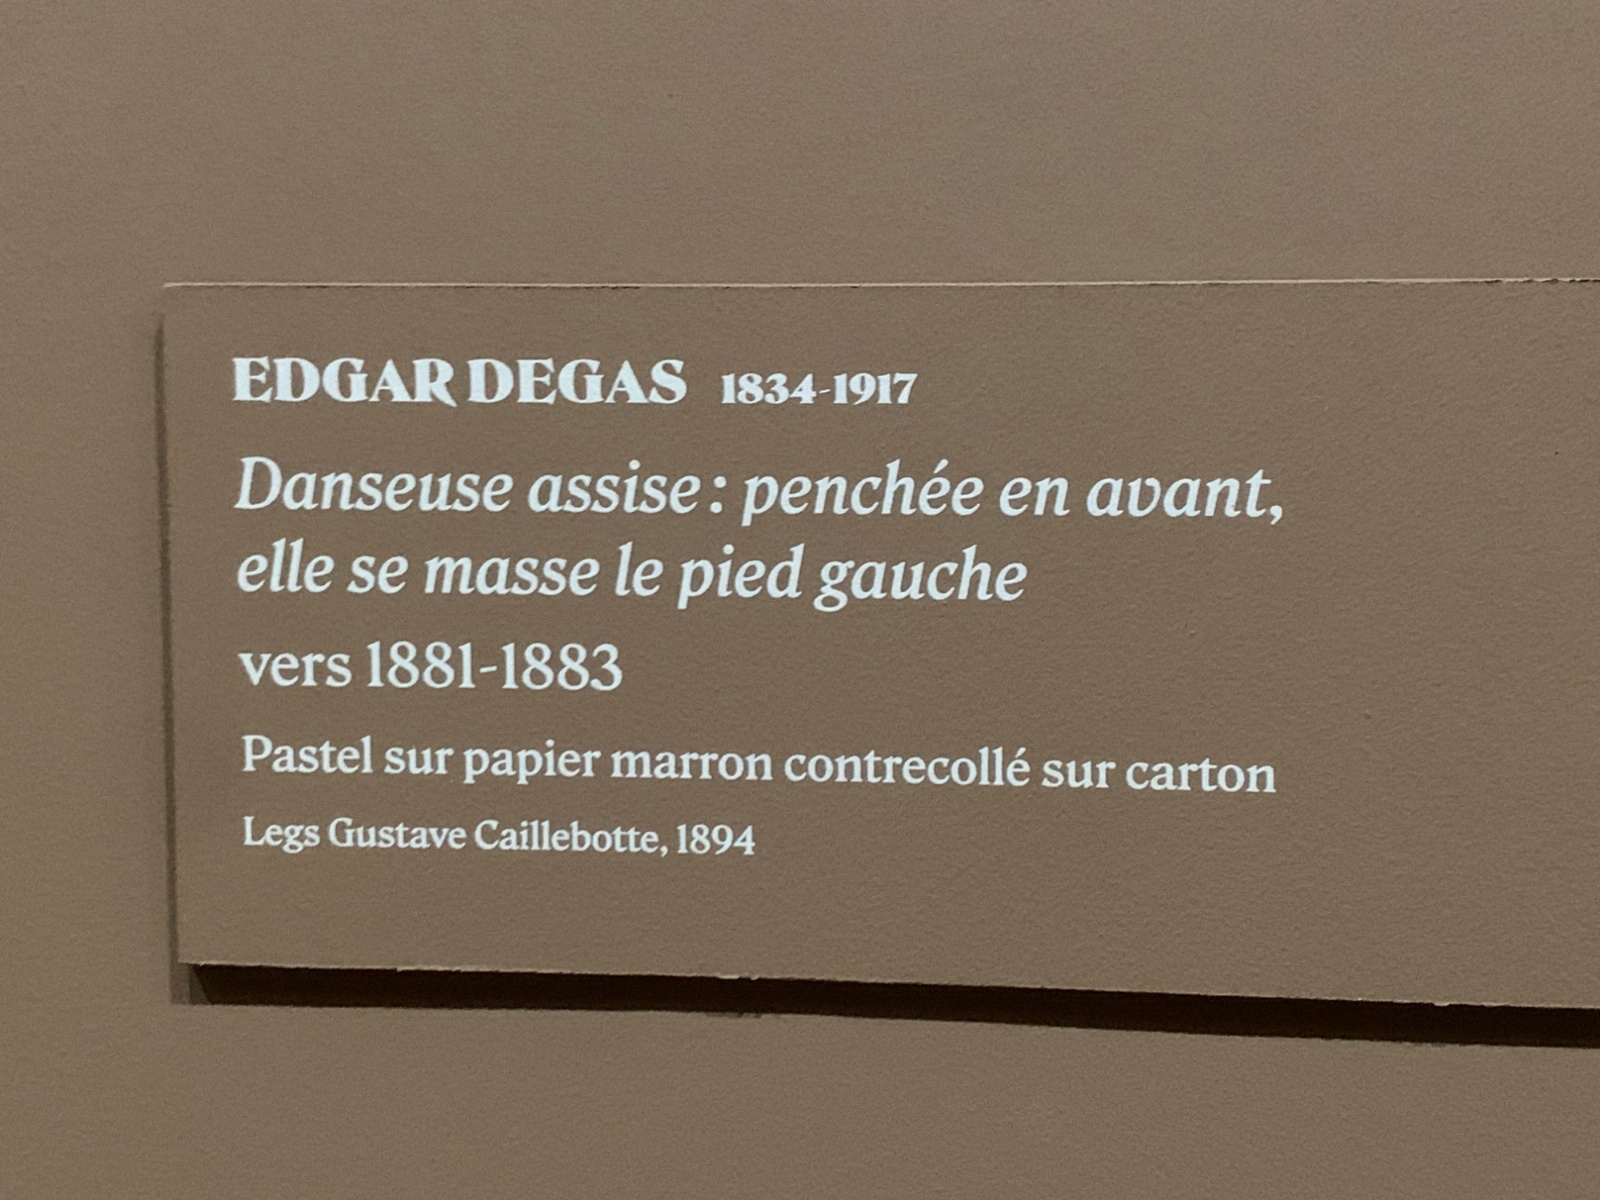 EDGAR DEGAS 1834-1917
Danseuse assise : penchée en avant,
elle se masse le pied gauche
vers 1881-1883
Pastel sur papier marron contrecollé sur carton
Legs Gustave Caillebotte, 1894